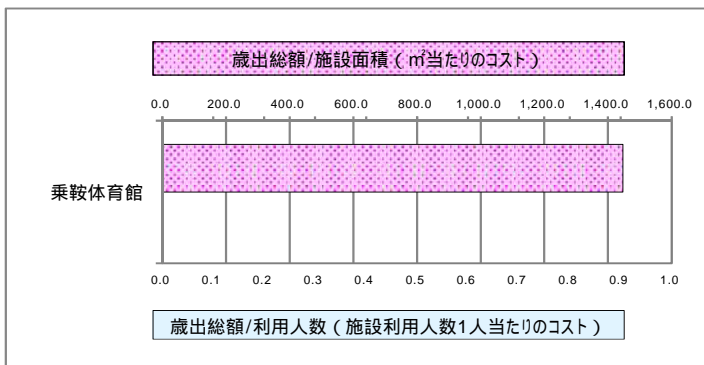 歳出総額/施設面積（㎡当たりのコスト）
0.0 200.0 400.0 600.0 800.0 1,000.0 1,200.0 1,400.0 1,600.0
乗鞍体育館
0.0 0.1 0.2 0.3 0.4 0.5 0.6 0.7 0.8 0.9 1.0
歳出総額/利用人数（施設利用人数1人当たりのコスト）